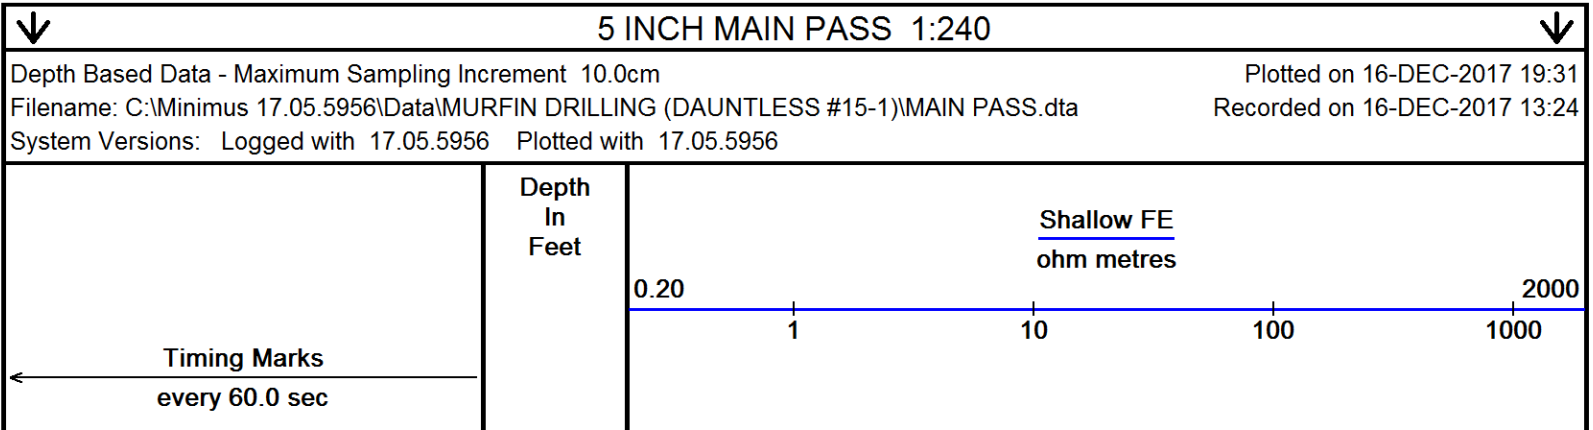 5 INCH MAIN PASS 1:240
Depth Based Data - Maximum Sampling Increment 10.0cm
Plotted on 16-DEC-2017 19:31
Filename: C:\Minimus 17.05.5956\Data\MURFIN DRILLING (DAUNTLESS #15-1)\MAIN PASS.dta
Recorded on 16-DEC-2017 13:24
System Versions: Logged with 17.05.5956 Plotted with 17.05.5956
Depth
In
Feet
Shallow FE
ohm metres
0.20 2000
1 10 100 1000
Timing Marks
every 60.0 sec